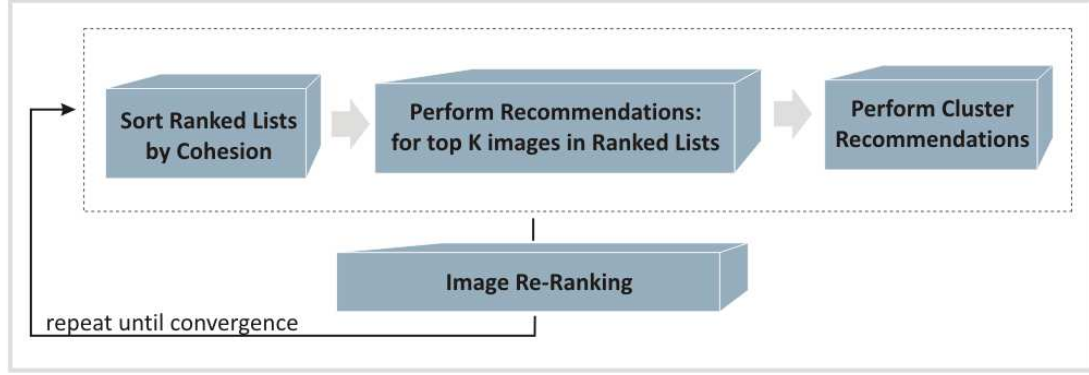 Sort Ranked Lists
by Cohesion
Perform Recommendations:
for top K images in Ranked Lists
Perform Cluster
Recommendations
Image Re-Ranking
repeat until convergence